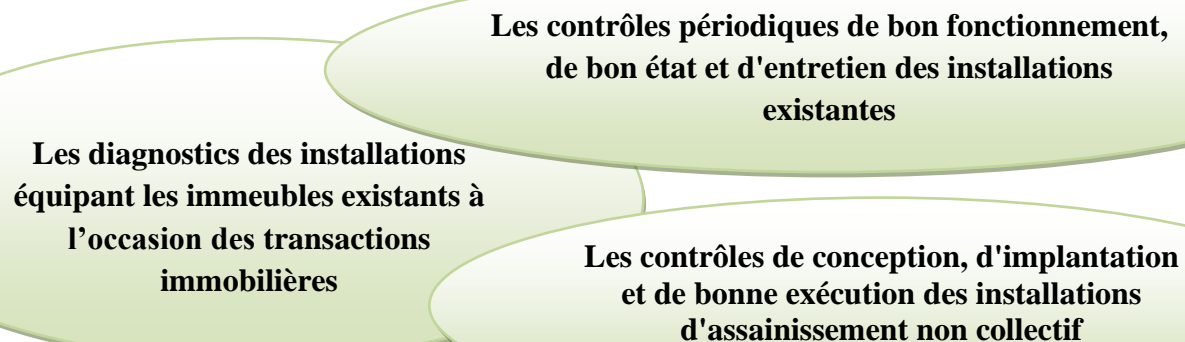 Les contrôles périodiques de bon fonctionnement,
de bon état et d'entretien des installations
existantes
Les diagnostics des installations
équipant les immeubles existants à
l’occasion des transactions
immobilières
Les contrôles de conception, d'implantation
et de bonne exécution des installations
d'assainissement non collectif